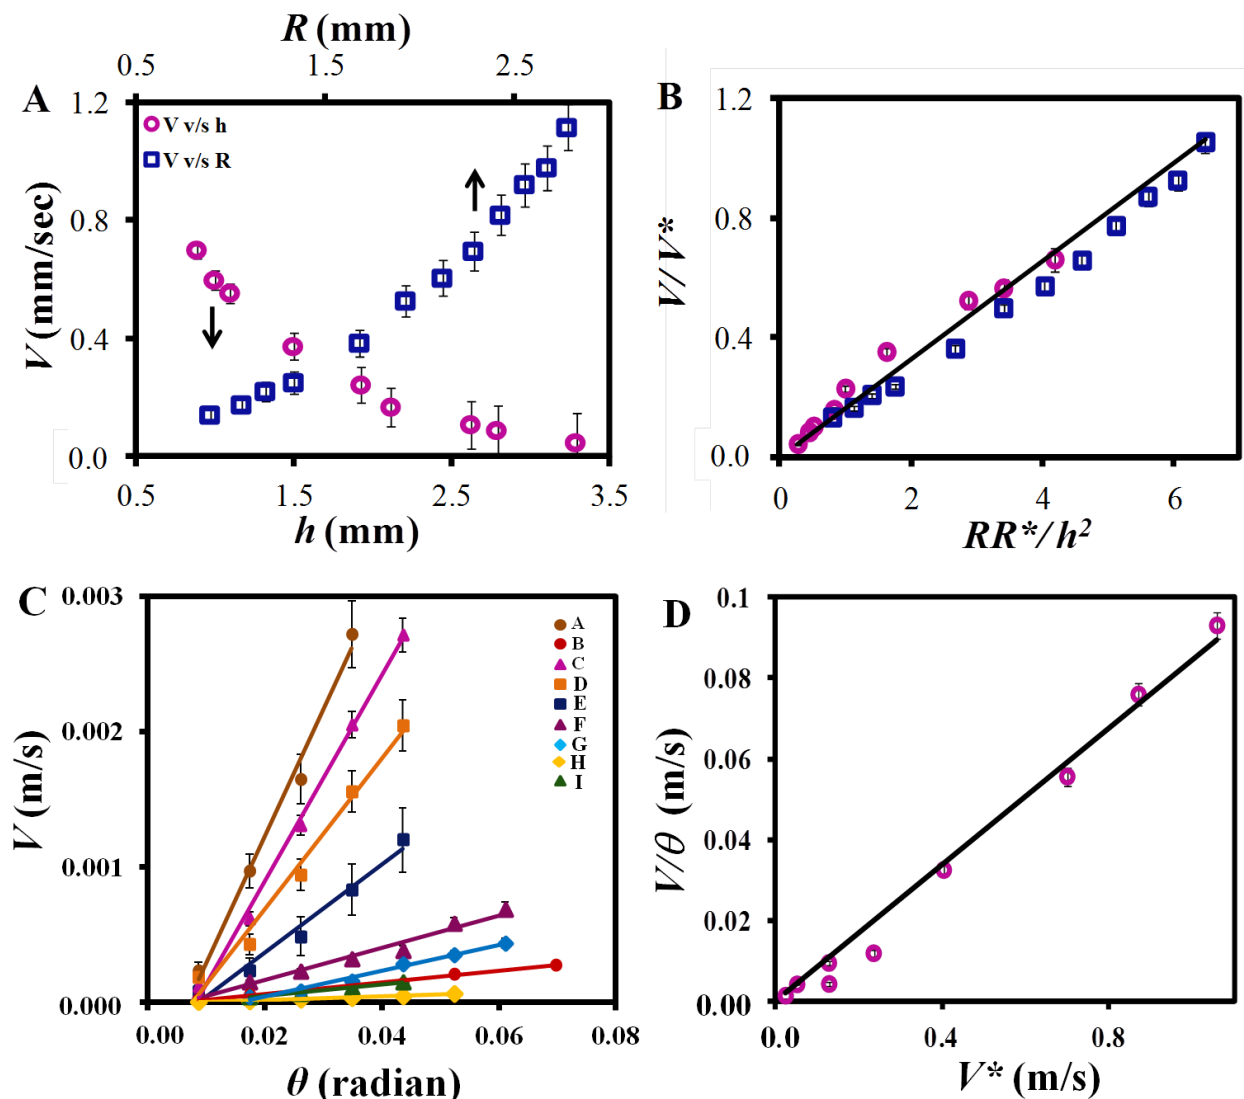 R (mm)
0.5 1.5 2.5
A
1.2
V v/s h
V v/s R
0.8
0.4
0.0
V (mm/sec)
0.5 1.5 2.5 3.5
h (mm)
B
1.2
0.8
0.4
0.0
V/V*
0 2 4 6
RR*/h²
C
0.003
0.002
0.001
0.000
V (m/s)
A
B
C
D
E
F
G
H
I
0.00 0.02 0.04 0.06 0.08
θ (radian)
D
0.1
0.08
0.06
0.04
0.02
0.00
V/θ (m/s)
0.0 0.4 0.8
V* (m/s)